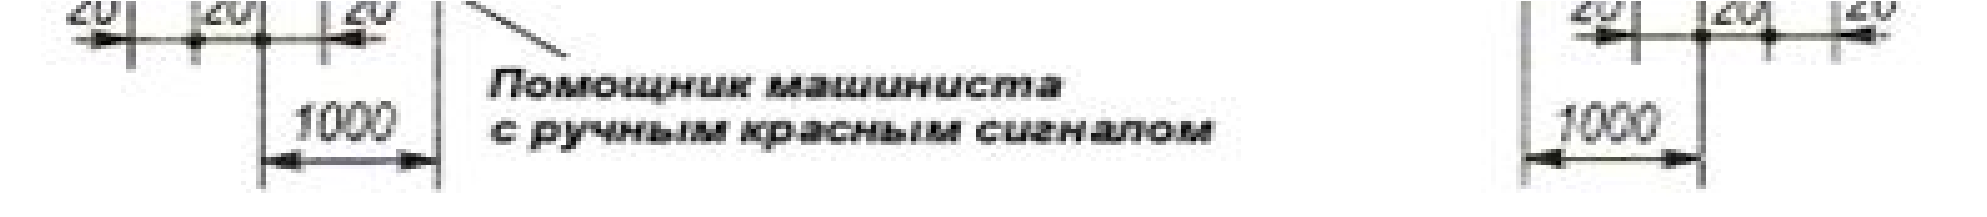 20 20 20 20 20 20
Помощник машиниста
1000 с ручным красным сигналом 1000